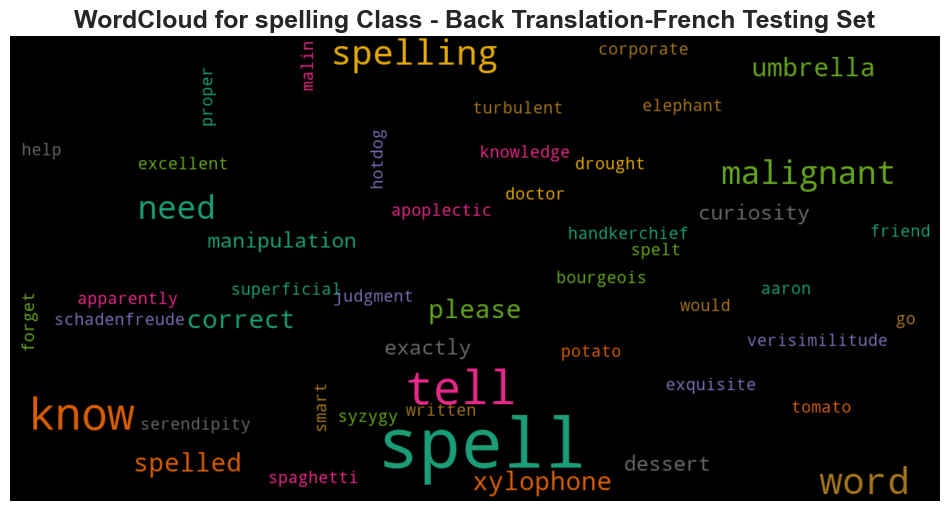 WordCloud for spelling Class - Back Translation-French Testing Set
spelling
corporate
malin
umbrella
proper
turbulent
elephant
help
excellent
hotdog
knowledge
drought
malignant
doctor
need
apoplectic
curiosity
manipulation
handkerchief
friend
spelt
bourgeois
superficial
judgment
aaron
forget
apparently
please
would
schadenfreude
correct
go
exactly
potato
verisimilitude
tell
exquisite
know
smart
written
tomato
serendipity
syzygy
spell
spelled
dessert
spaghetti
xylophone
word